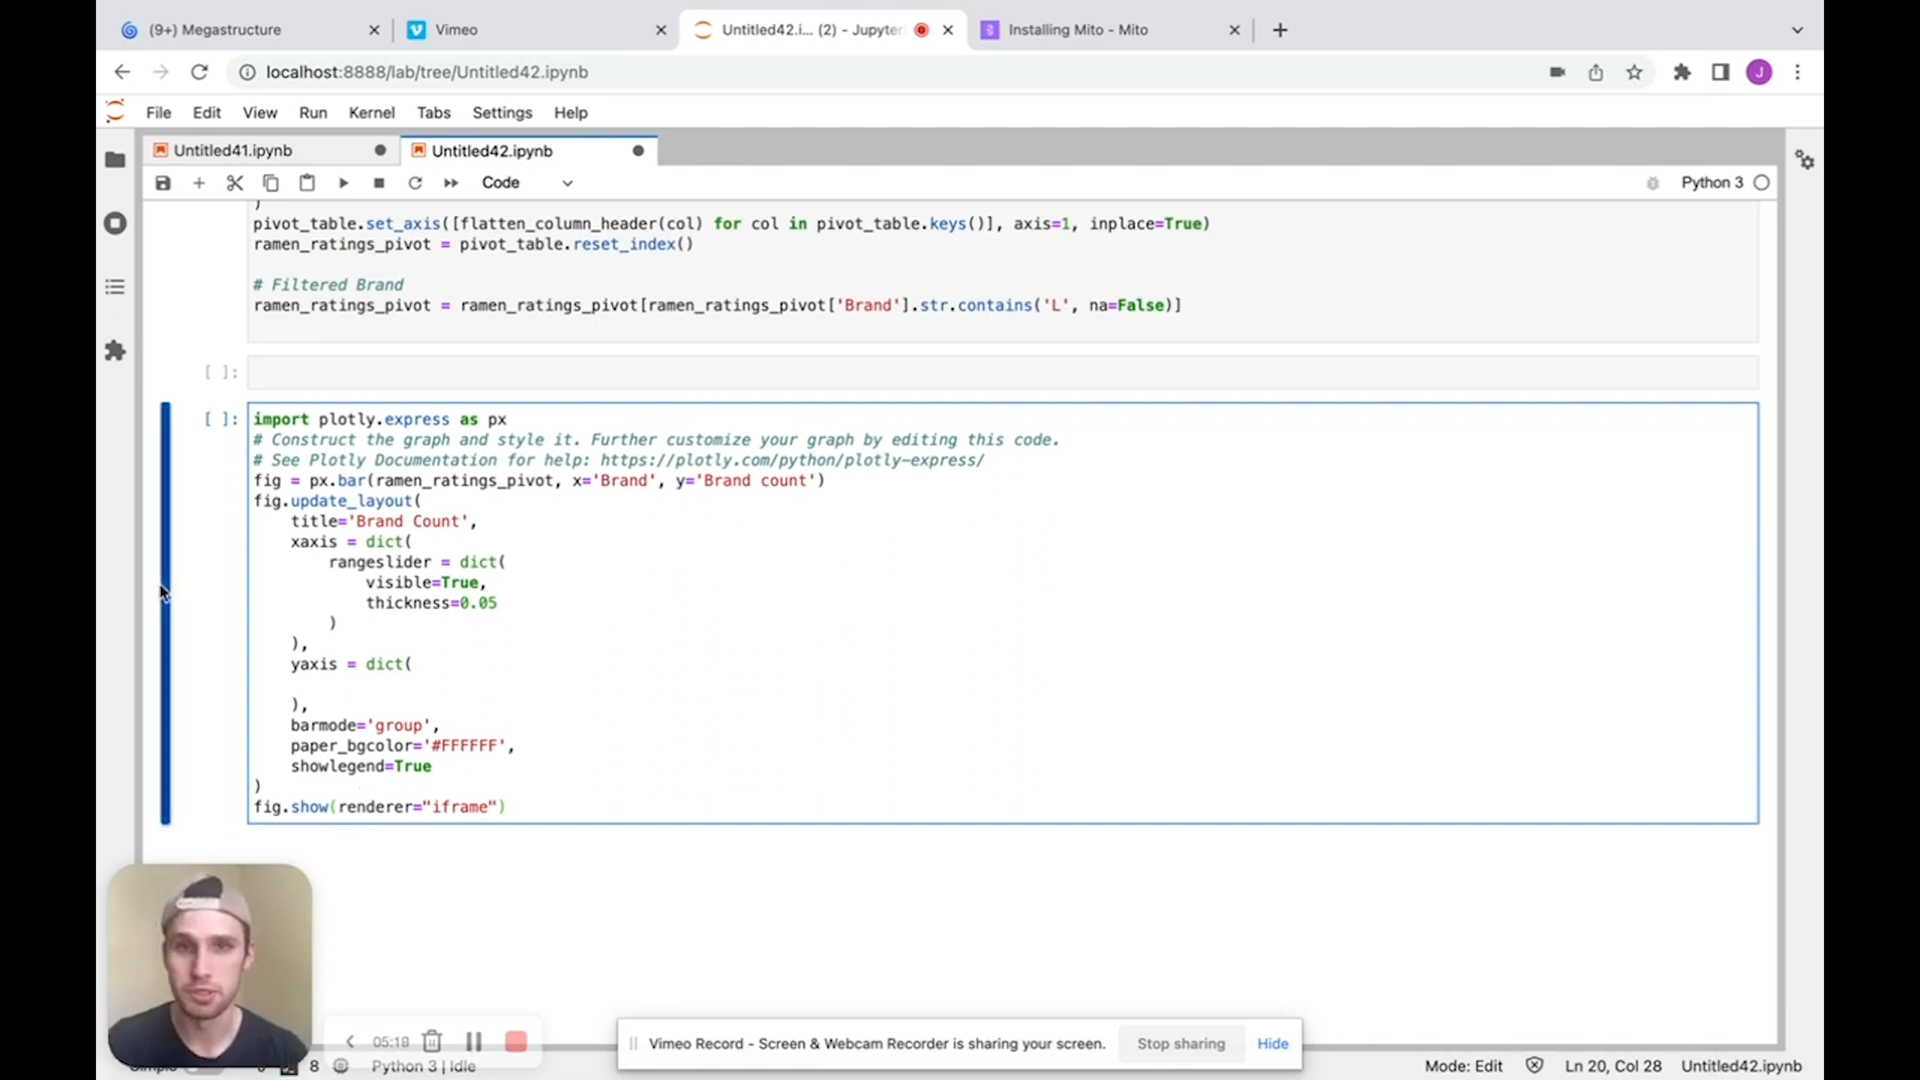 (9+) Megastructure
Vimeo
Untitled42.i... (2) - Jupyter
Installing Mito - Mito
localhost:8888/lab/tree/Untitled42.ipynb
J
File Edit View Run Kernel Tabs Settings Help
Untitled41.ipynb
Untitled42.ipynb
Code
Python 3
)
pivot_table.set_axis([flatten_column_header(col) for col in pivot_table.keys()], axis=1, inplace=True)
ramen_ratings_pivot = pivot_table.reset_index()
# Filtered Brand
ramen_ratings_pivot = ramen_ratings_pivot[ramen_ratings_pivot['Brand'].str.contains('L', na=False)]
[ ]:
[ ]:
import plotly.express as px
# Construct the graph and style it. Further customize your graph by editing this code.
# See Plotly Documentation for help: https://plotly.com/python/plotly-express/
fig = px.bar(ramen_ratings_pivot, x='Brand', y='Brand count')
fig.update_layout(
title='Brand Count',
xaxis = dict(
rangeslider = dict(
visible=True,
thickness=0.05
)
),
yaxis = dict(
),
barmode='group',
paper_bgcolor='#FFFFFF',
showlegend=True
)
fig.show(renderer="iframe")
05:19
Vimeo Record - Screen & Webcam Recorder is sharing your screen.
Stop sharing
Hide
8
Python 3 | Idle
Mode: Edit
Ln 20, Col 28
Untitled42.ipynb